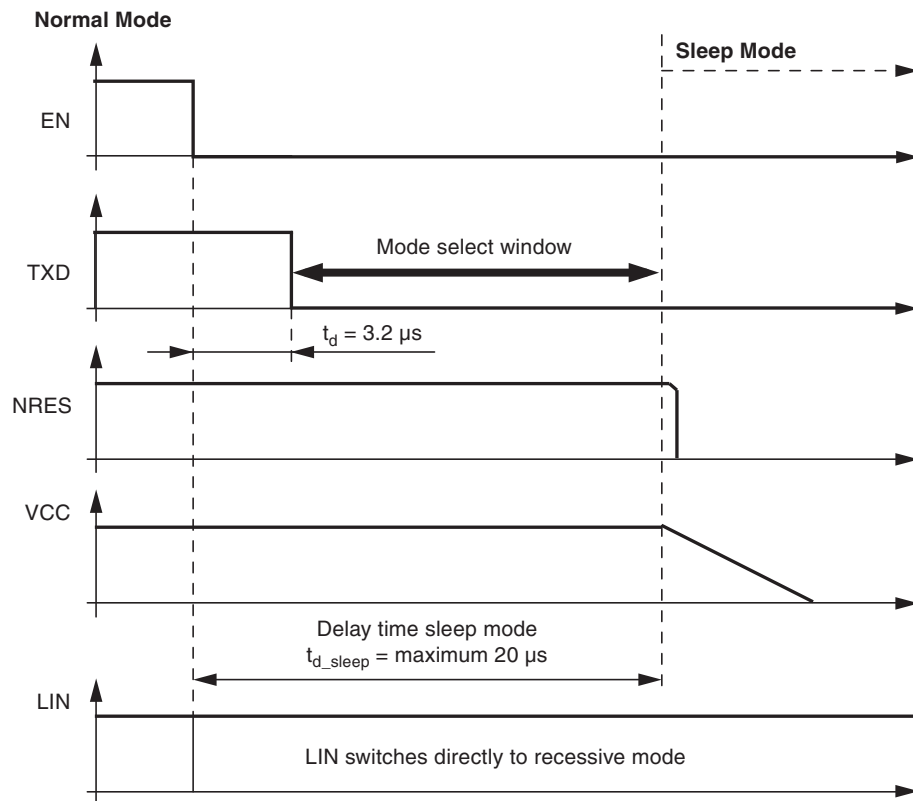 Normal Mode
Sleep Mode
EN
Mode select window
TXD
t_d = 3.2 µs
NRES
VCC
Delay time sleep mode
t_d_sleep = maximum 20 µs
LIN
LIN switches directly to recessive mode